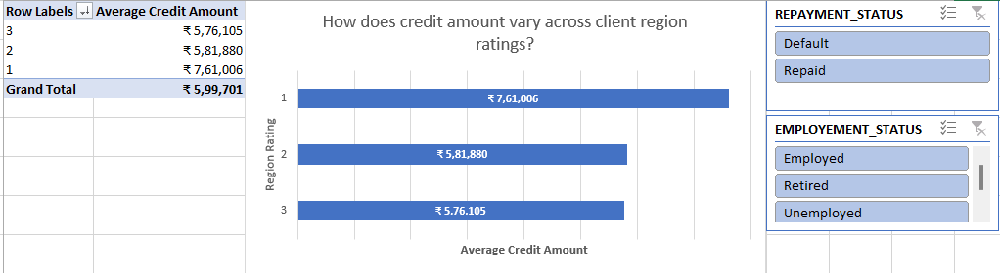 Row Labels Average Credit Amount
3 ₹ 5,76,105
2 ₹ 5,81,880
1 ₹ 7,61,006
Grand Total ₹ 5,99,701
How does credit amount vary across client region
ratings?
Region Rating
1 ₹ 7,61,006
2 ₹ 5,81,880
3 ₹ 5,76,105
Average Credit Amount
REPAYMENT_STATUS
Default
Repaid
EMPLOYEMENT_STATUS
Employed
Retired
Unemployed